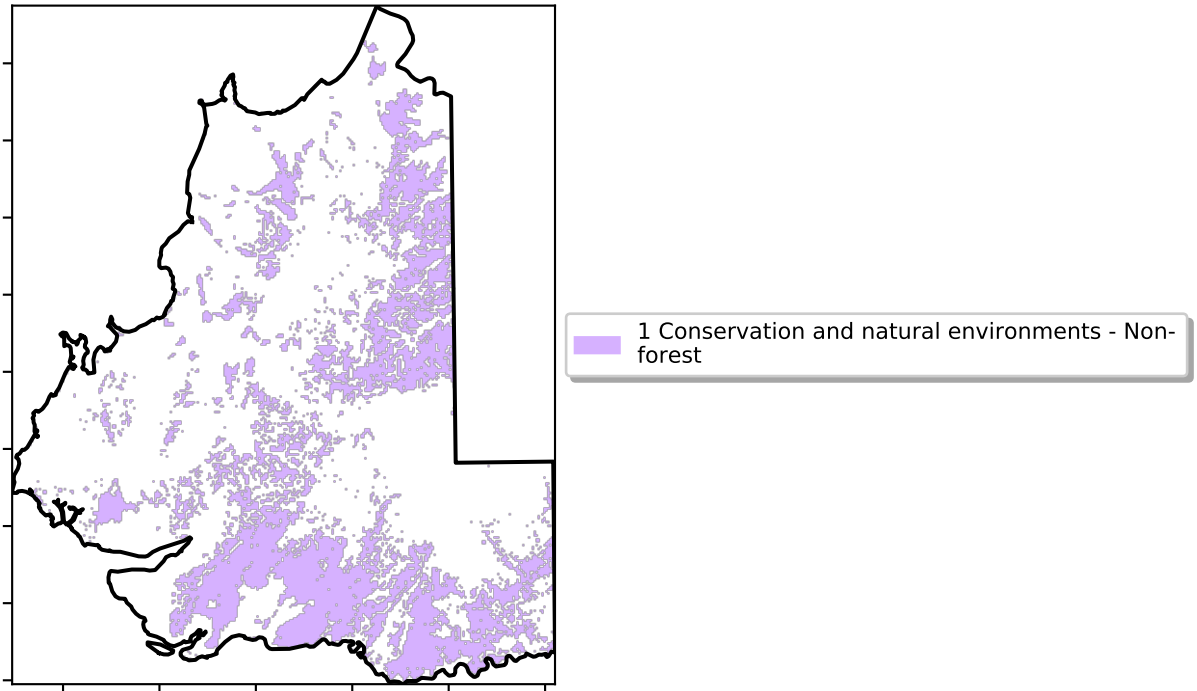 1 Conservation and natural environments - Non-
forest